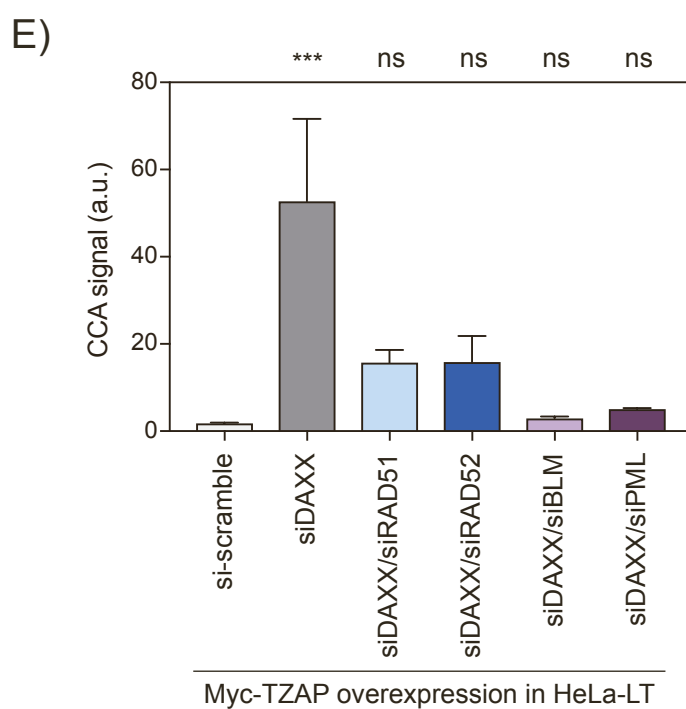 E)
*** ns ns ns ns
80
60
40
20
0
CCA signal (a.u.)
si-scramble
siDAXX
siDAXX/siRAD51
siDAXX/siRAD52
siDAXX/siBLM
siDAXX/siPML
Myc-TZAP overexpression in HeLa-LT